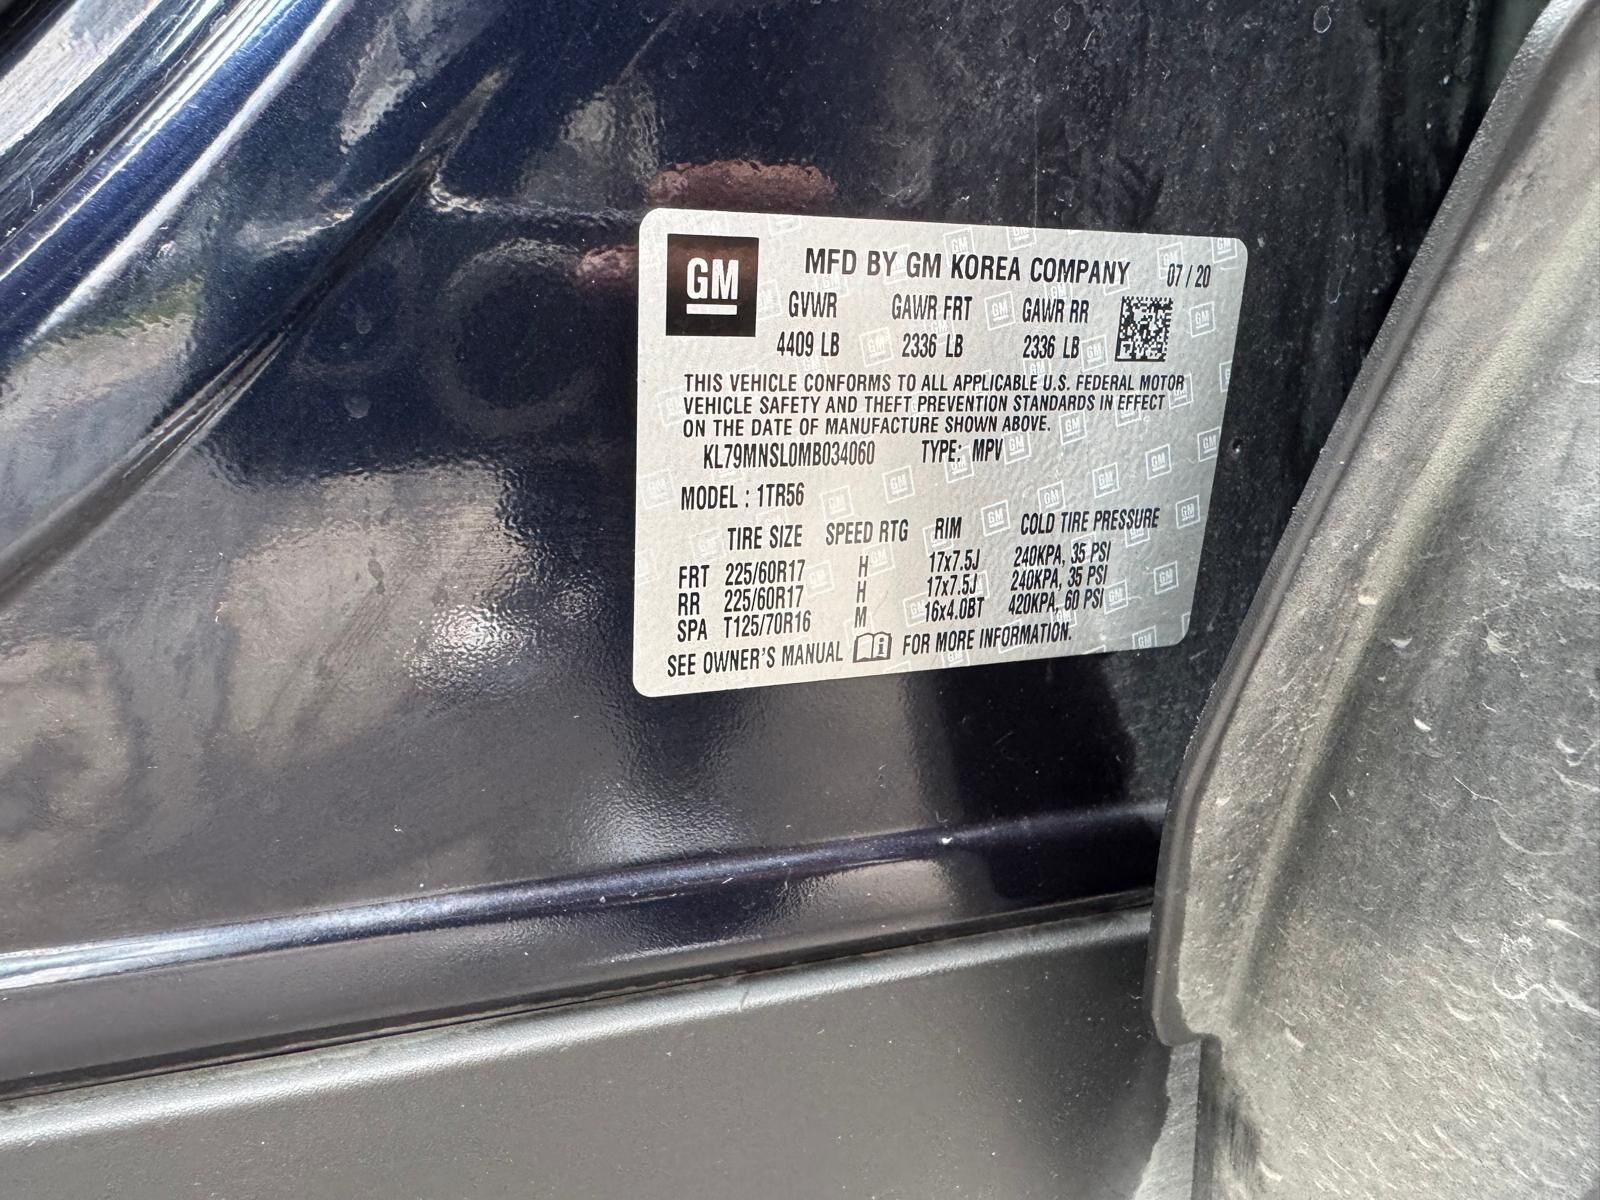 GM
MFD BY GM KOREA COMPANY 07 / 20
GVWR GAWR FRT GAWR RR
4409 LB 2336 LB 2336 LB
THIS VEHICLE CONFORMS TO ALL APPLICABLE U.S. FEDERAL MOTOR
VEHICLE SAFETY AND THEFT PREVENTION STANDARDS IN EFFECT
ON THE DATE OF MANUFACTURE SHOWN ABOVE.
KL79MNSL0MB034060 TYPE: MPV
MODEL : 1TR56
TIRE SIZE SPEED RTG RIM COLD TIRE PRESSURE
FRT 225/60R17 H 17x7.5J 240KPA, 35 PSI
RR 225/60R17 H 17x7.5J 240KPA, 35 PSI
SPA T125/70R16 M 16x4.0BT 420KPA, 60 PSI
SEE OWNER'S MANUAL FOR MORE INFORMATION.